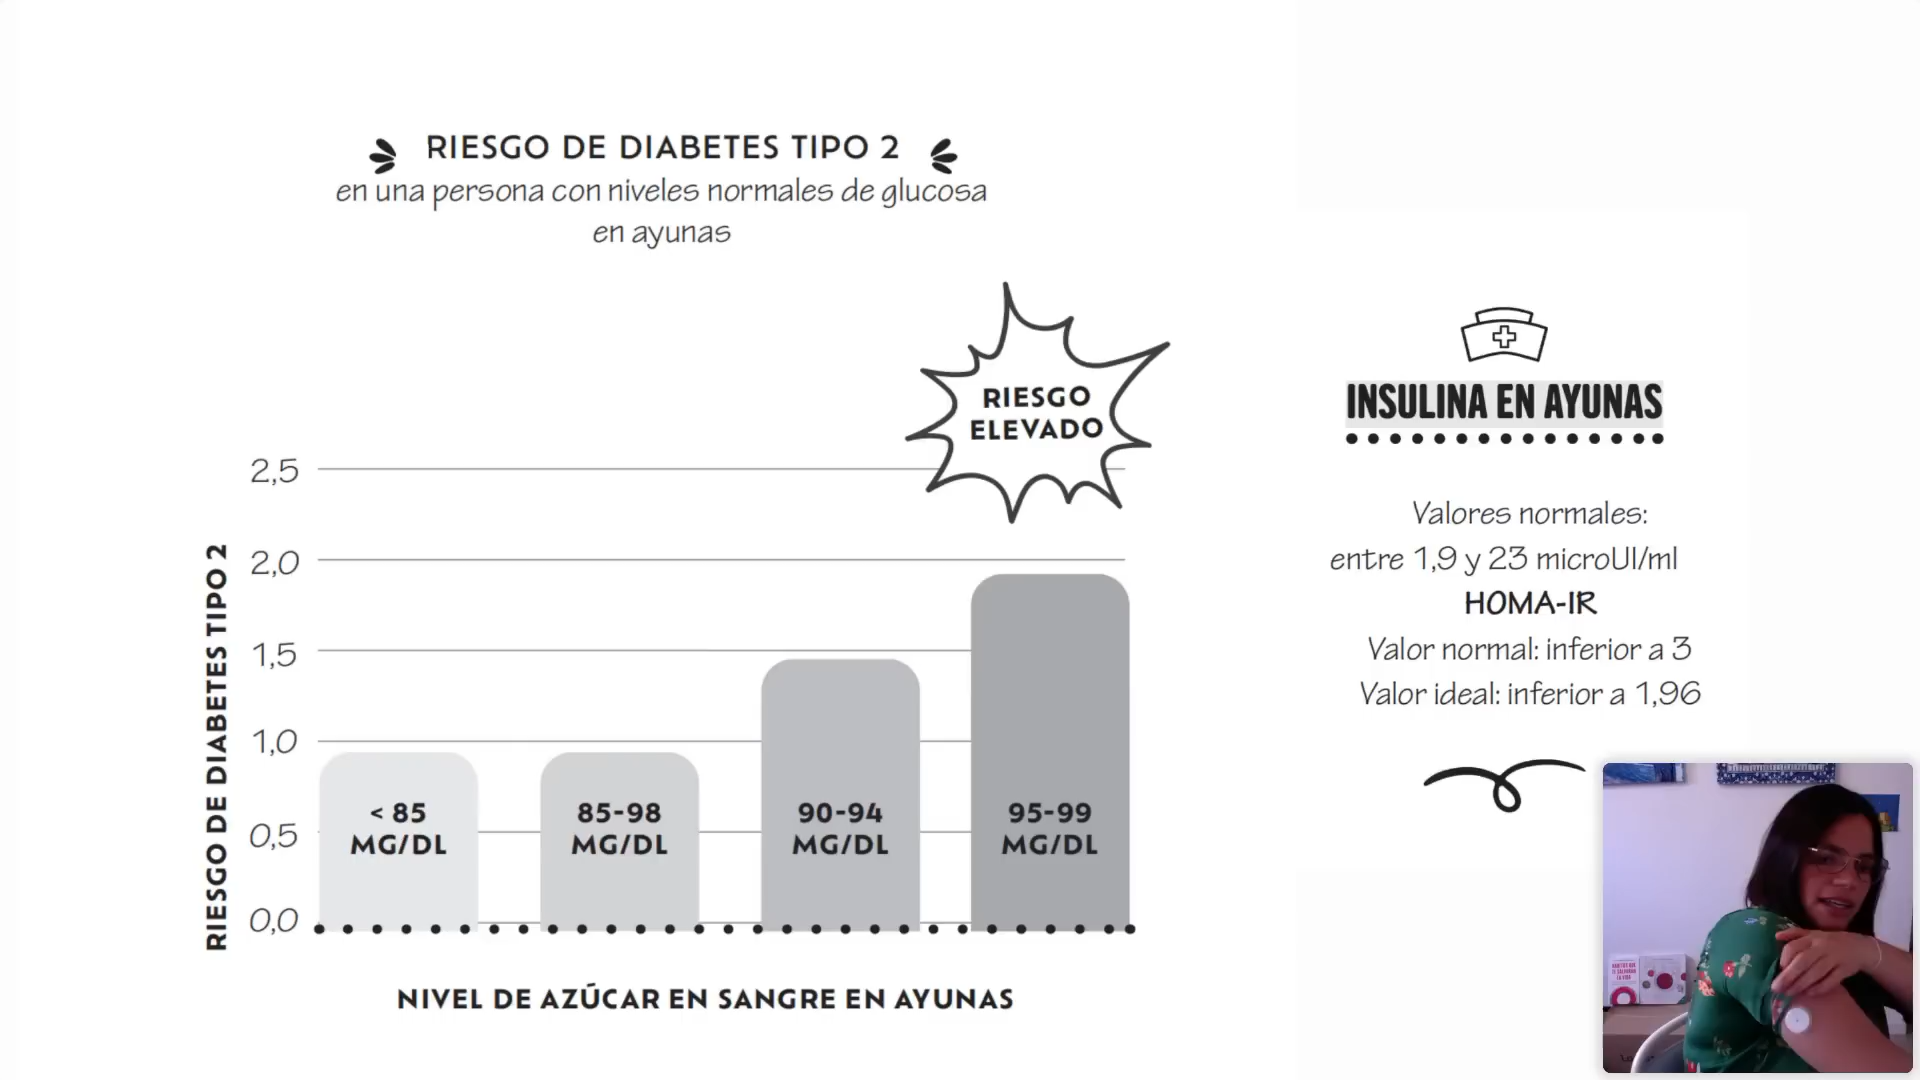 RIESGO DE DIABETES TIPO 2
en una persona con niveles normales de glucosa
en ayunas
RIESGO
ELEVADO
2,5
2,0
1,5
1,0
0,5
0,0
RIESGO DE DIABETES TIPO 2
< 85
MG/DL
85-98
MG/DL
90-94
MG/DL
95-99
MG/DL
NIVEL DE AZÚCAR EN SANGRE EN AYUNAS
INSULINA EN AYUNAS
Valores normales:
entre 1,9 y 23 microUI/ml
HOMA-IR
Valor normal: inferior a 3
Valor ideal: inferior a 1,96